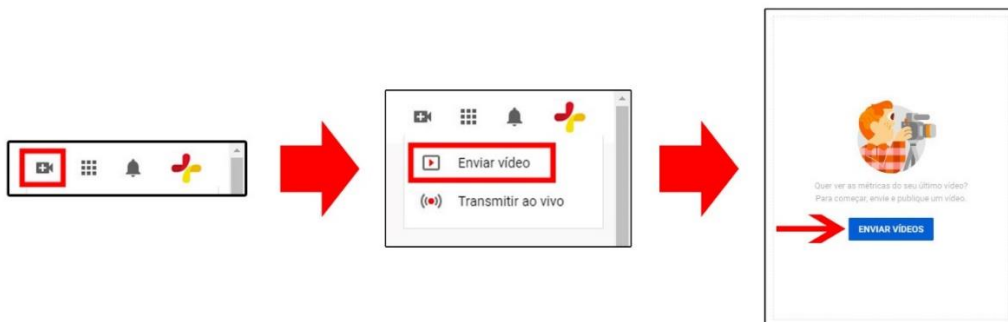 Enviar vídeo
Transmitir ao vivo
Quer ver as métricas do seu último vídeo?
Para começar, envie e publique um vídeo.
ENVIAR VÍDEOS